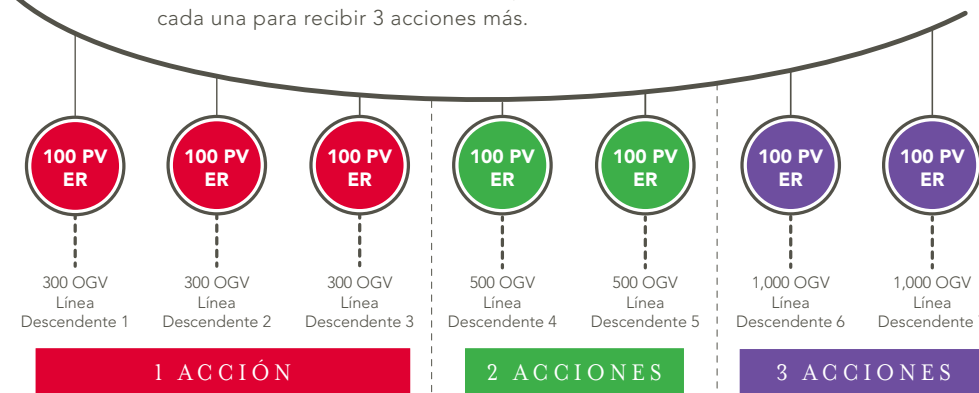 cada una para recibir 3 acciones más.
100 PV
ER
100 PV
ER
100 PV
ER
100 PV
ER
100 PV
ER
100 PV
ER
100 PV
ER
300 OGV
Línea
Descendente 1
300 OGV
Línea
Descendente 2
300 OGV
Línea
Descendente 3
500 OGV
Línea
Descendente 4
500 OGV
Línea
Descendente 5
1,000 OGV
Línea
Descendente 6
1,000 OGV
Línea
Descendente
1 ACCIÓN
2 ACCIONES
3 ACCIONES